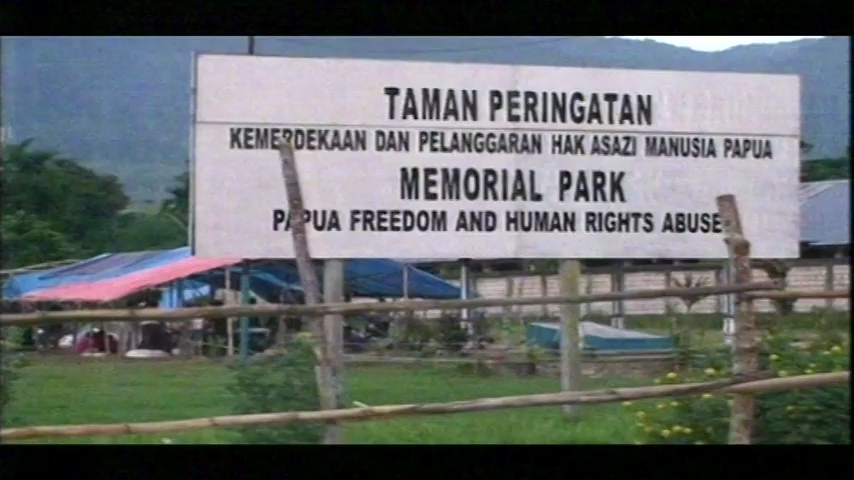 TAMAN PERINGATAN
KEMERDEKAAN DAN PELANGGARAN HAK ASAZI MANUSIA PAPUA
MEMORIAL PARK
PAPUA FREEDOM AND HUMAN RIGHTS ABUSE